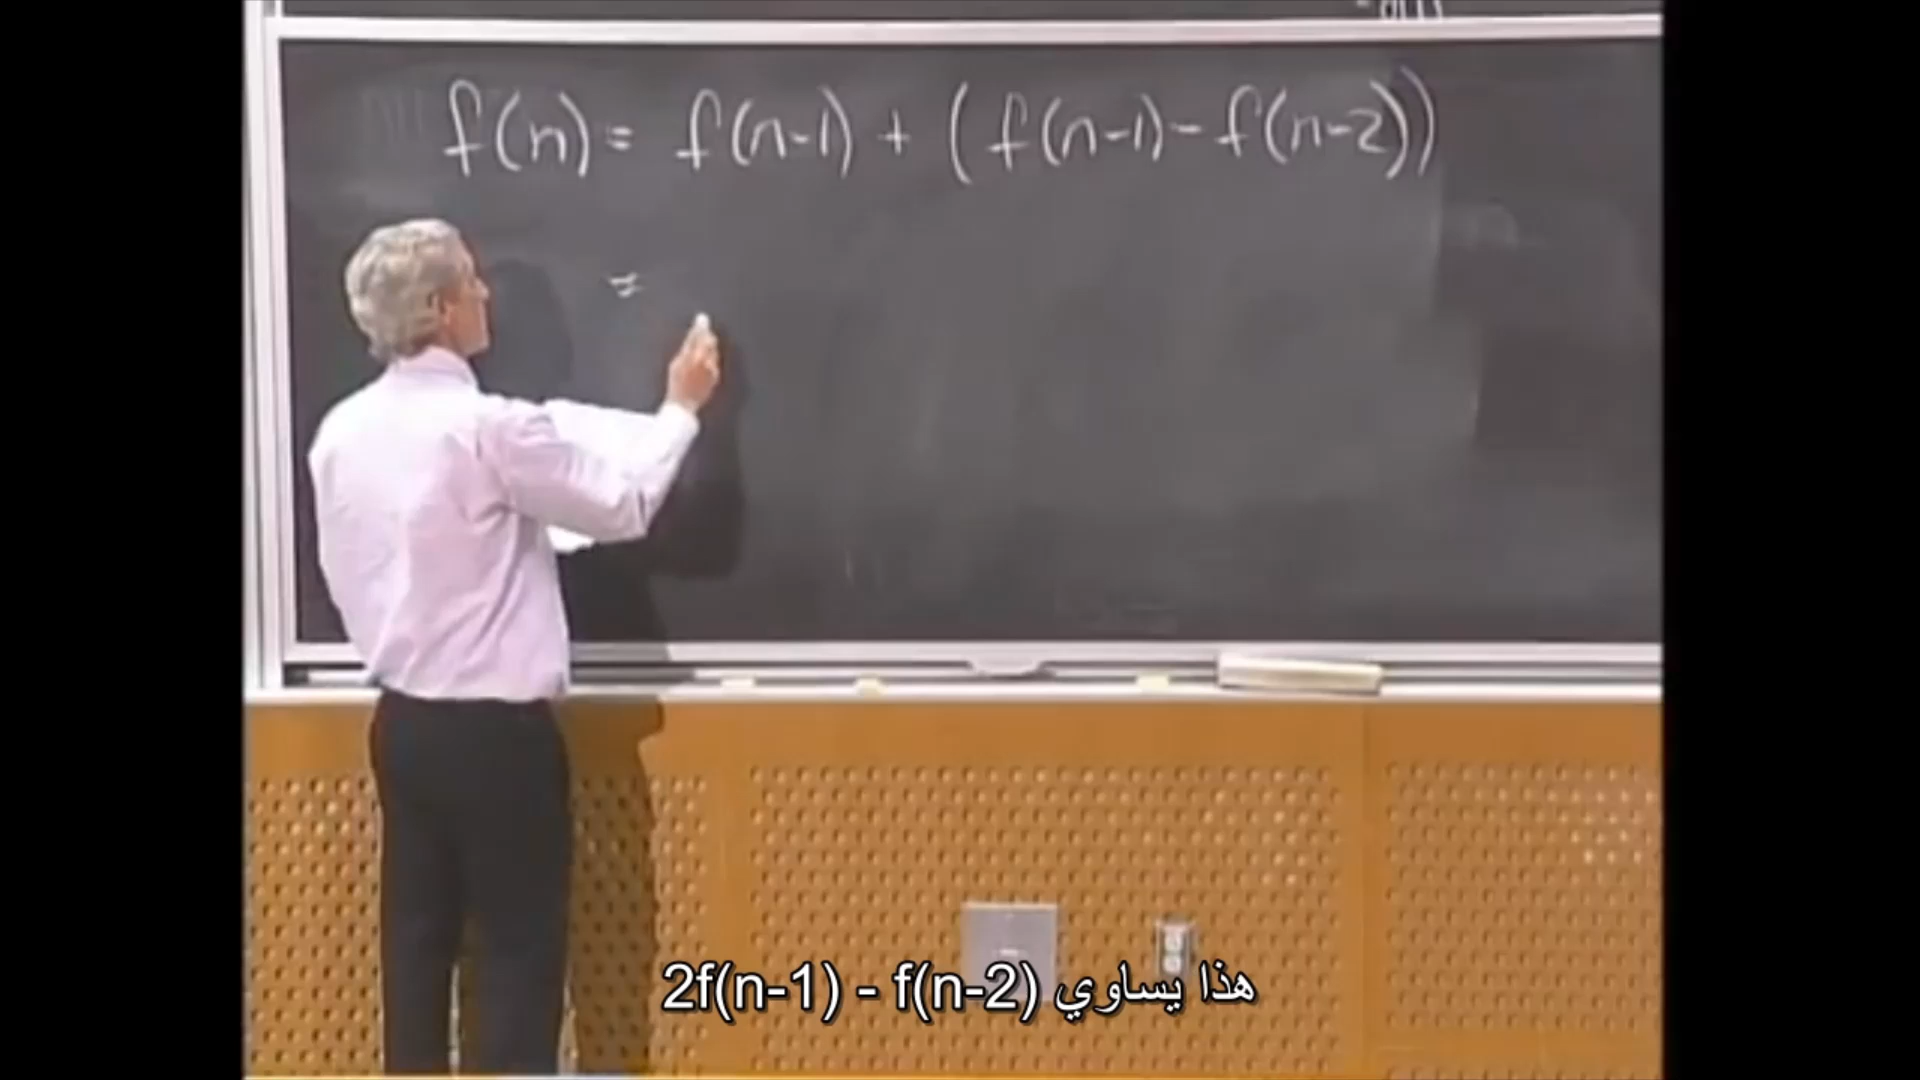 f(n) = f(n-1) + (f(n-1) - f(n-2))
=
هذا يساوي 2f(n-1) - f(n-2)